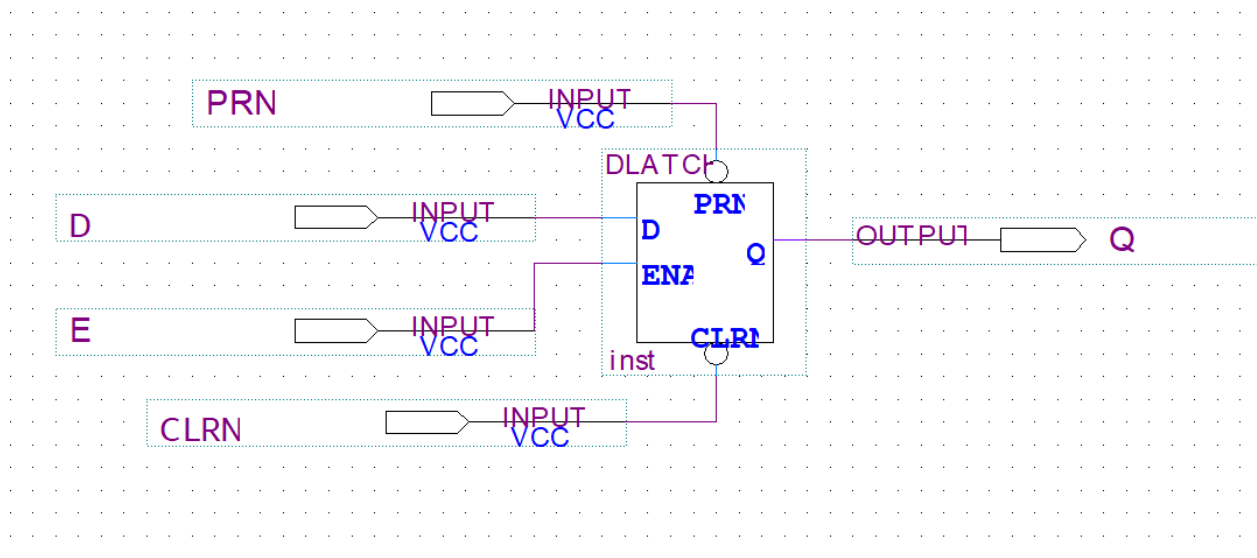 PRN
INPUT
VCC
DLATCH
PRN
D
INPUT
VCC
D
Q
OUTPUT
Q
ENA
E
INPUT
VCC
CLRN
inst
CLRN
INPUT
VCC